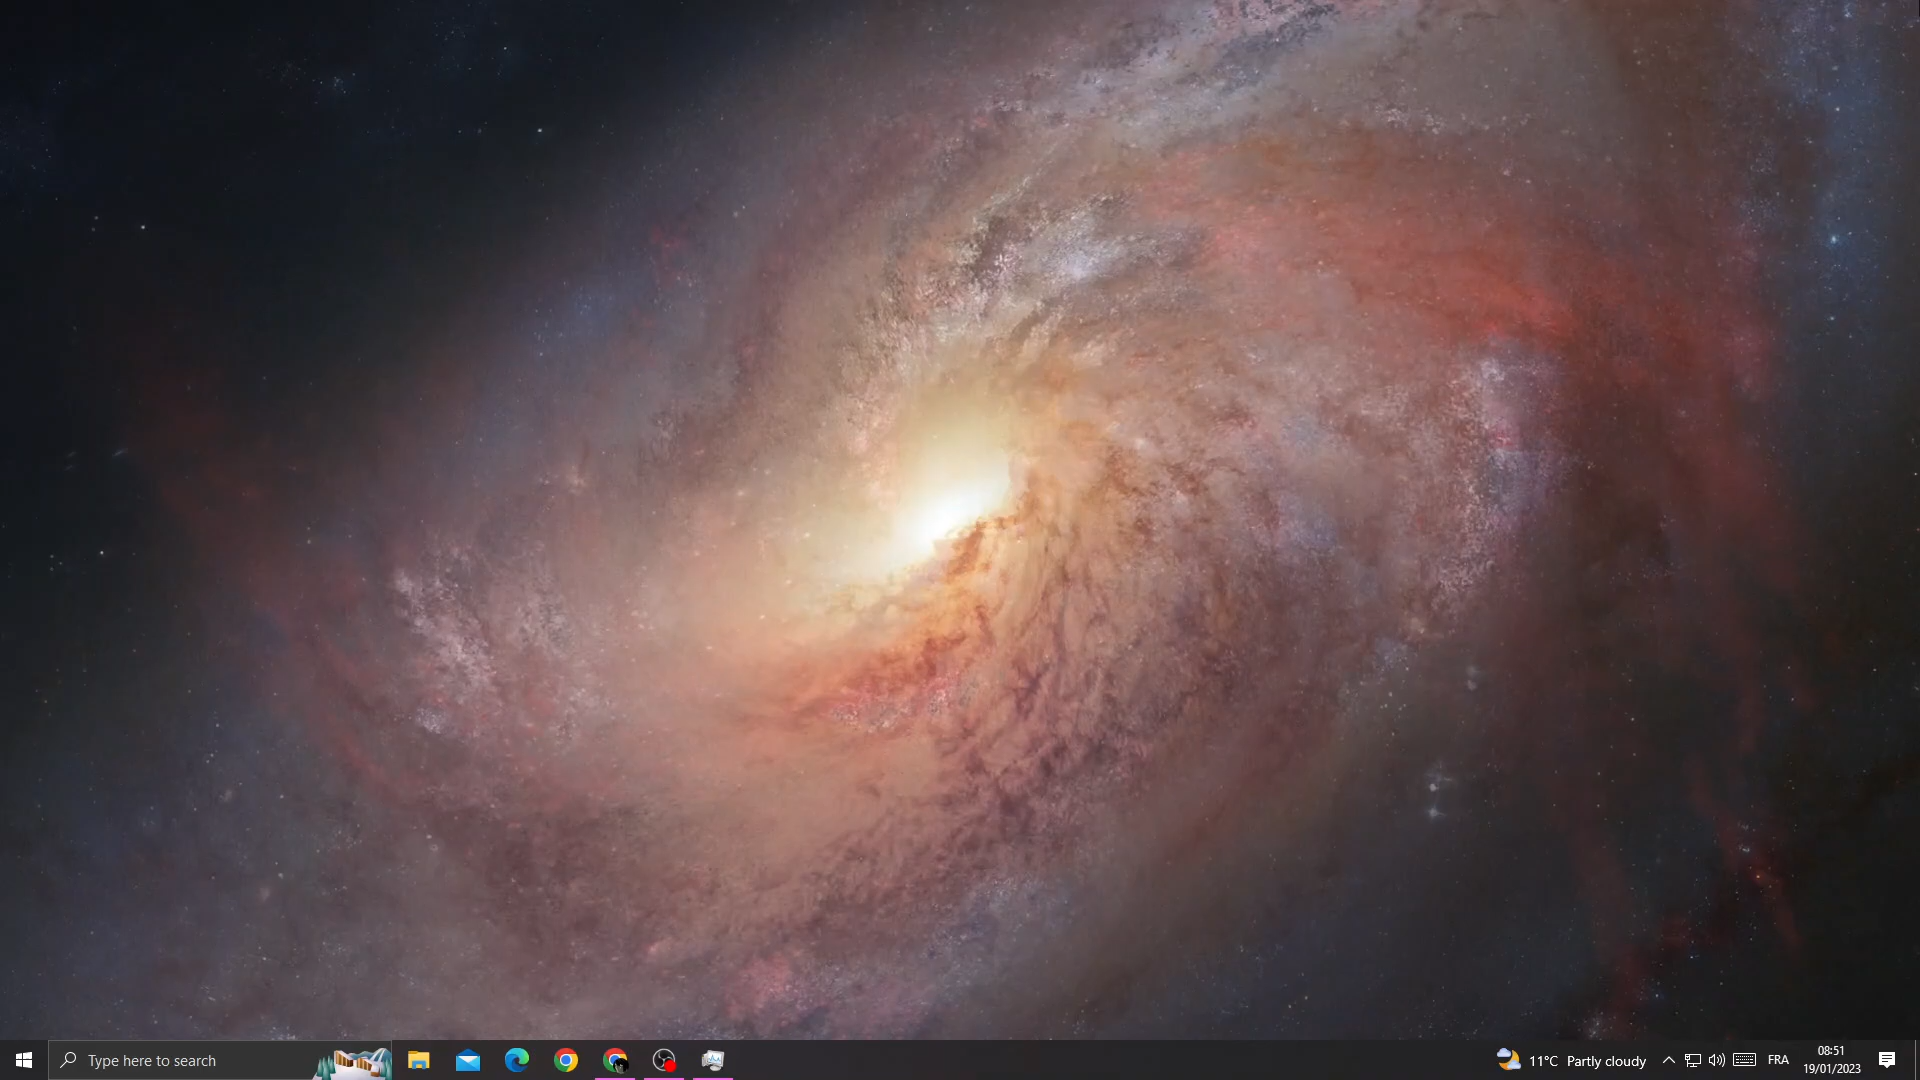 Type here to search
11°C Partly cloudy
FRA
08:51
19/01/2023